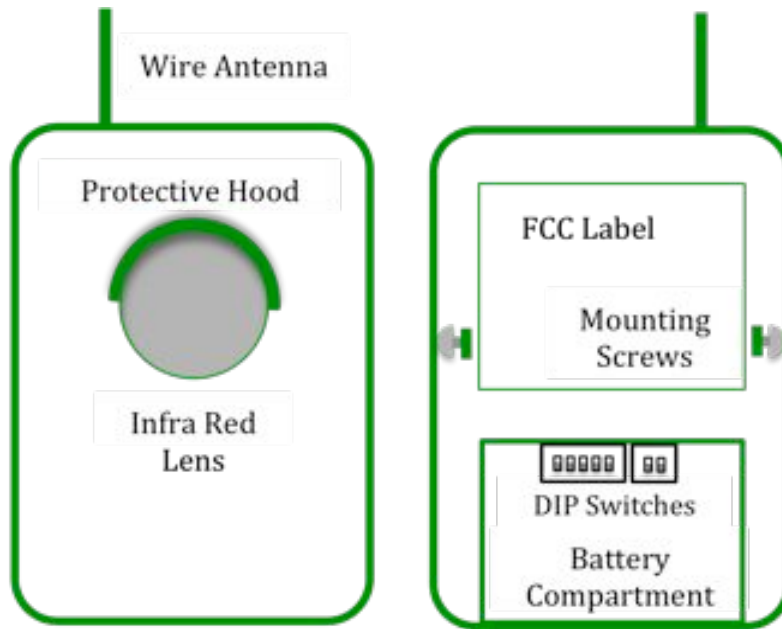 Wire Antenna
Protective Hood
Infra Red
Lens
FCC Label
Mounting
Screws
DIP Switches
Battery
Compartment